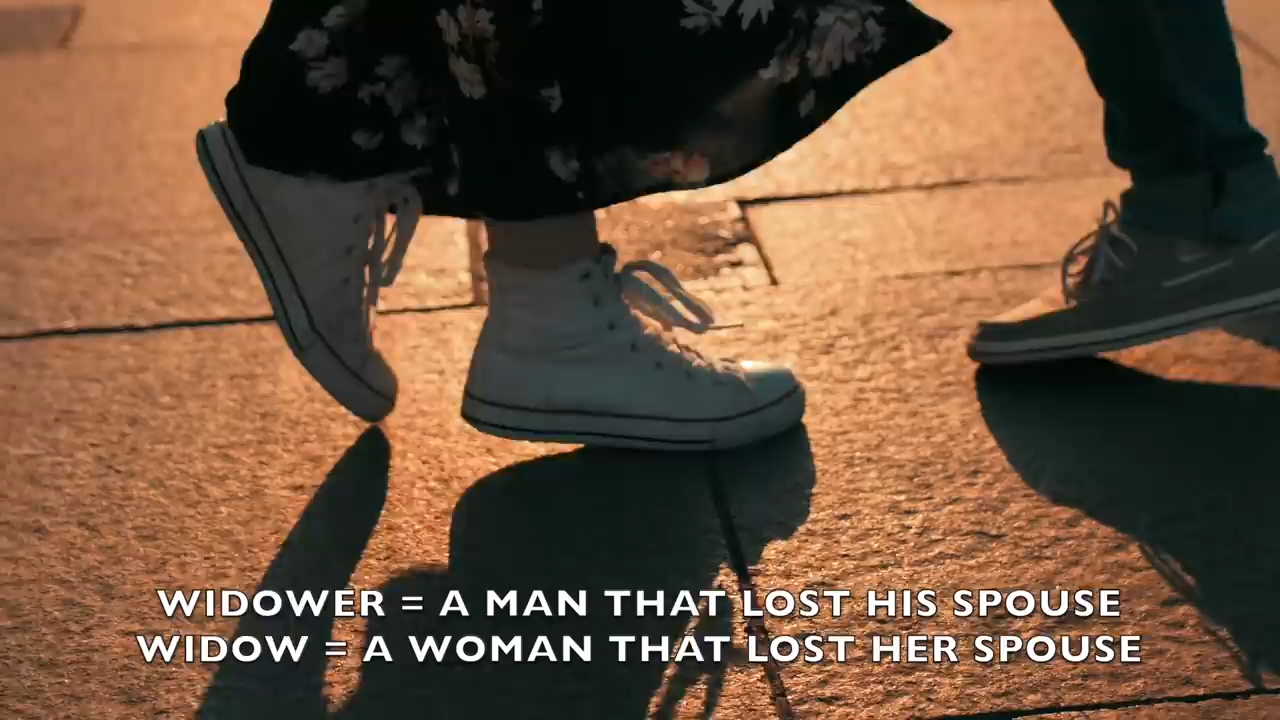 WIDOWER = A MAN THAT LOST HIS SPOUSE
WIDOW = A WOMAN THAT LOST HER SPOUSE